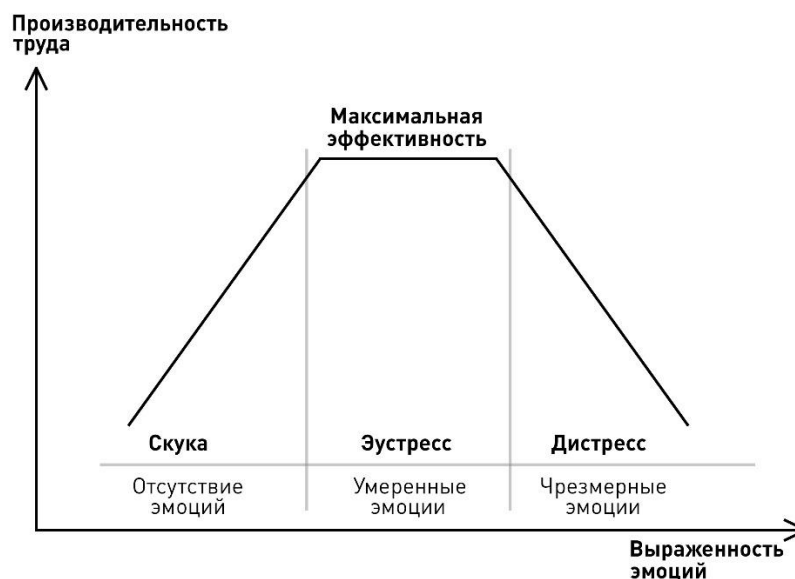 Производительность
труда
Максимальная
эффективность
Скука
Эустресс
Дистресс
Отсутствие
эмоций
Умеренные
эмоции
Чрезмерные
эмоции
Выраженность
эмоций